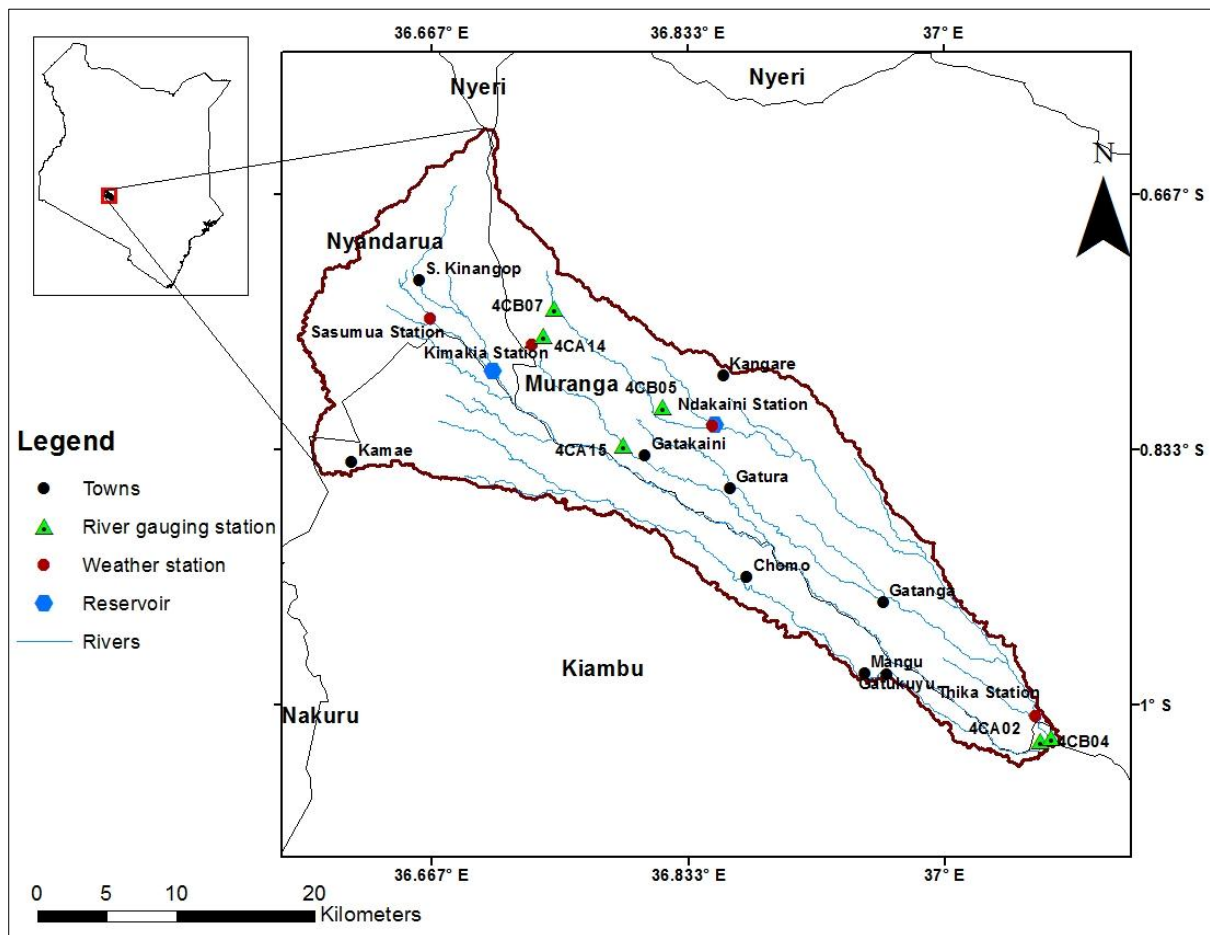 36.667° E
36.833° E
37° E
Nyeri
Nyeri
N
0.667° S
Nyandarua
S. Kinangop
4CB07
Sasumua Station
4CA14
Kimakia Station
Kangare
Muranga
4CB05
Ndakaini Station
Legend
4CA15
Gatakaini
0.833° S
Kamae
Towns
Gatura
River gauging station
Weather station
Chomo
Reservoir
Gatanga
Rivers
Kiambu
Mangu
Gatukuyu
Thika Station
Nakuru
1° S
4CA02
4CB04
36.667° E
36.833° E
37° E
0 5 10 20
Kilometers